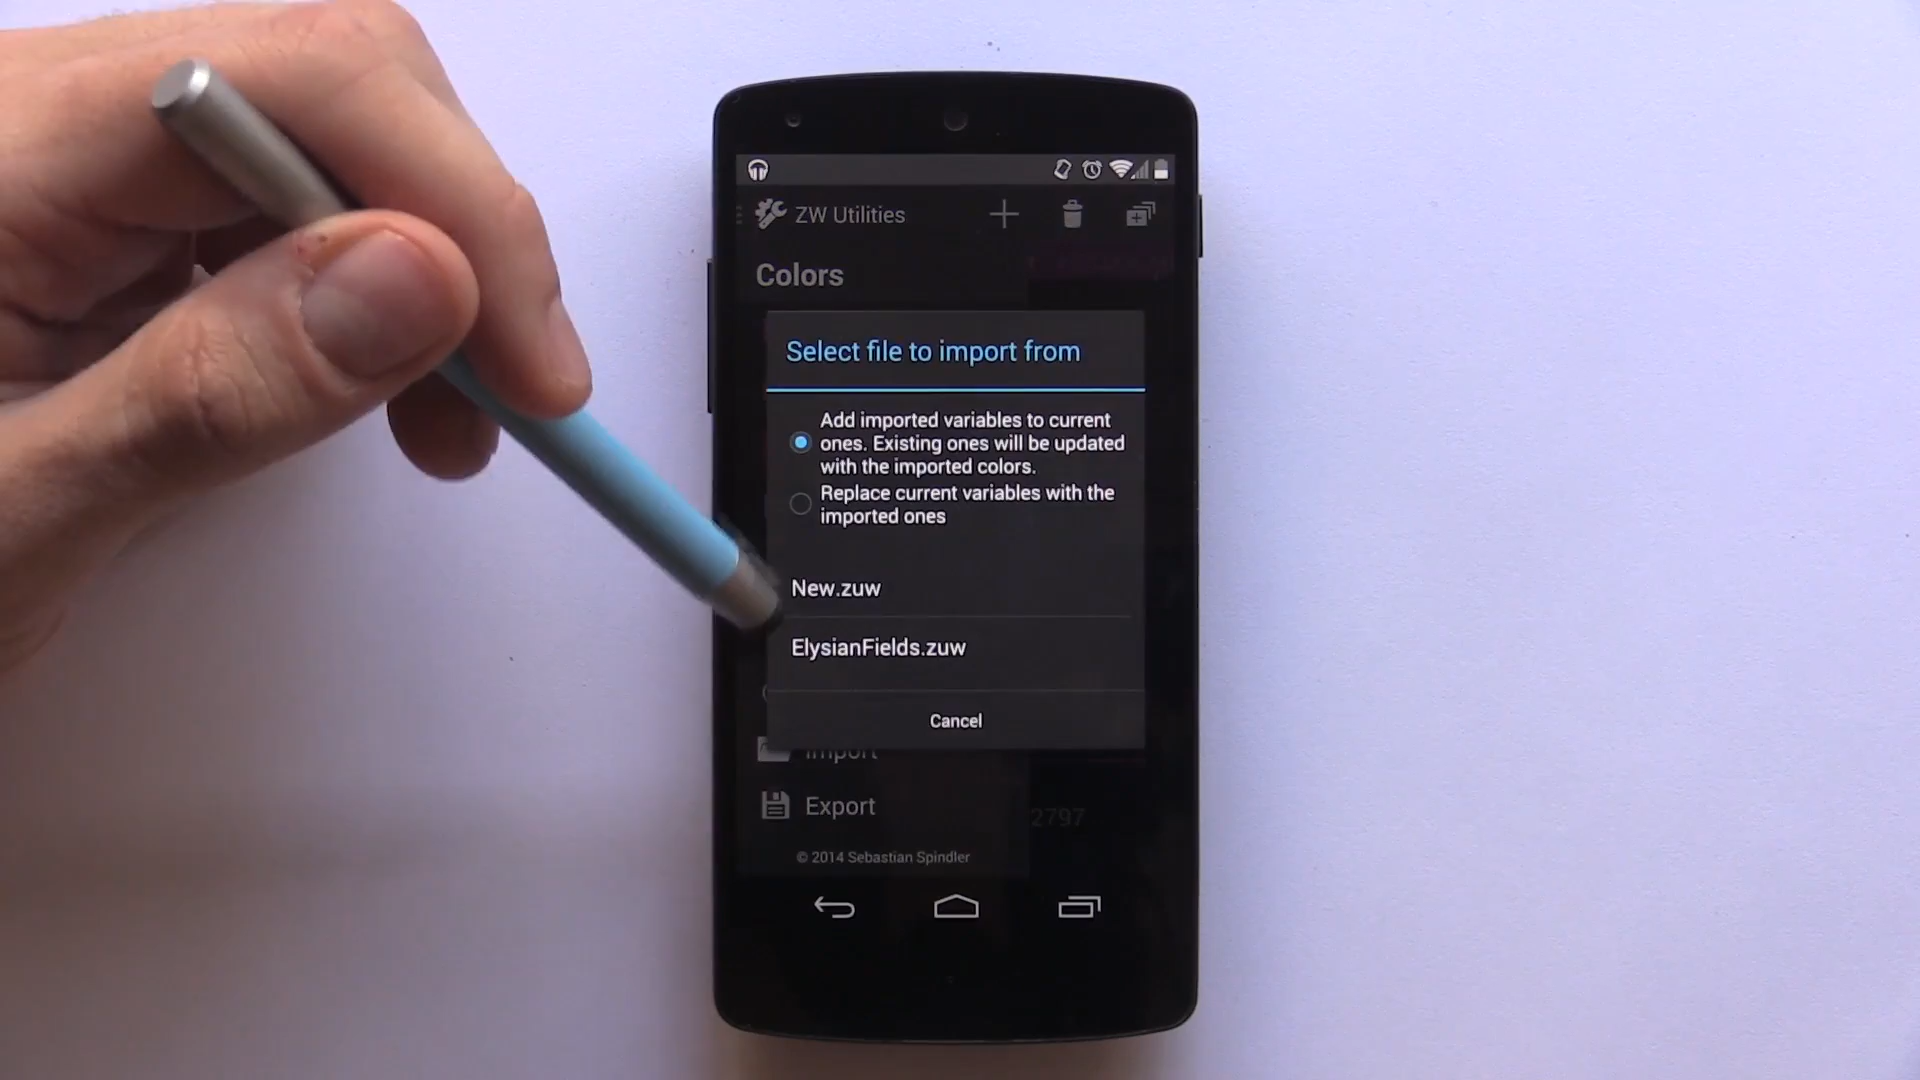 ZW Utilities
Colors
Select file to import from
Add imported variables to current
ones. Existing ones will be updated
with the imported colors.
Replace current variables with the
imported ones
New.zuw
ElysianFields.zuw
Cancel
Import
Export
2797
© 2014 Sebastian Spindler